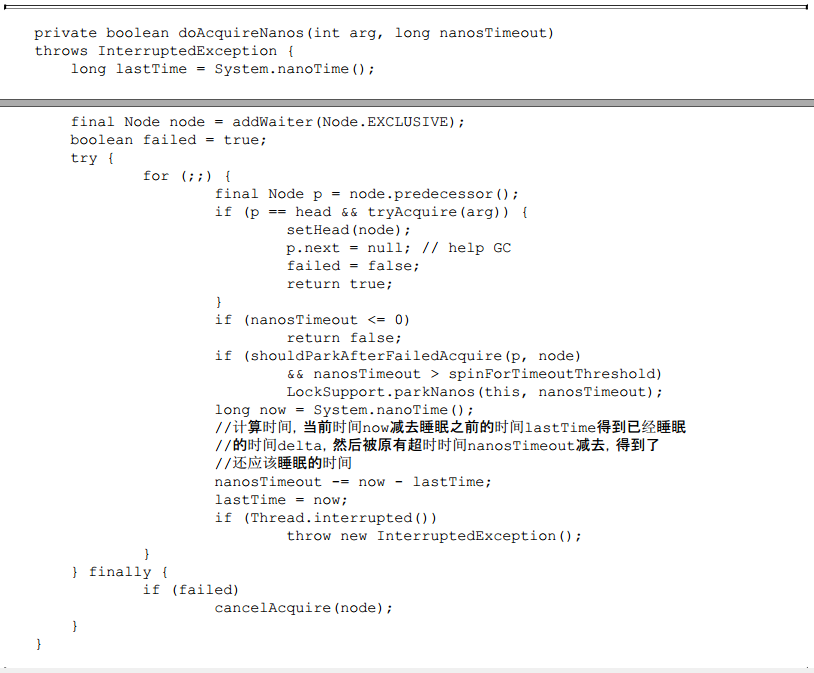 private boolean doAcquireNanos(int arg, long nanosTimeout)
throws InterruptedException {
long lastTime = System.nanoTime();
final Node node = addWaiter(Node.EXCLUSIVE);
boolean failed = true;
try {
for (;;) {
final Node p = node.predecessor();
if (p == head && tryAcquire(arg)) {
setHead(node);
p.next = null; // help GC
failed = false;
return true;
}
if (nanosTimeout <= 0)
return false;
if (shouldParkAfterFailedAcquire(p, node)
&& nanosTimeout > spinForTimeoutThreshold)
LockSupport.parkNanos(this, nanosTimeout);
long now = System.nanoTime();
//计算时间,当前时间now减去睡眠之前的时间lastTime得到已经睡眠
//的时间delta,然后被原有超时时间nanosTimeout减去,得到了
//还应该睡眠的时间
nanosTimeout -= now - lastTime;
lastTime = now;
if (Thread.interrupted())
throw new InterruptedException();
}
} finally {
if (failed)
cancelAcquire(node);
}
}